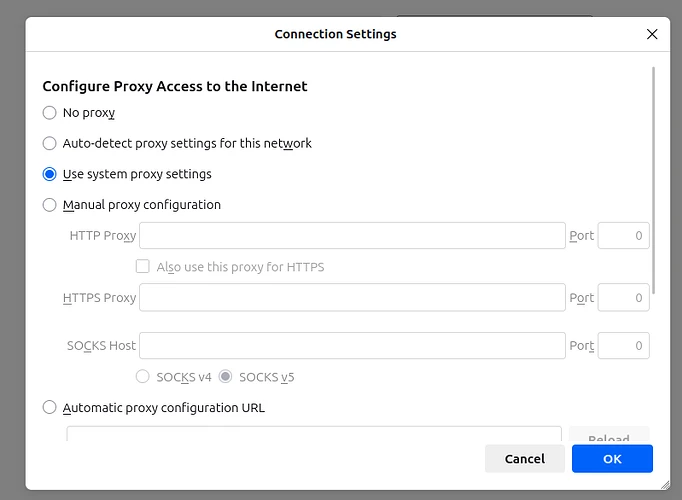 Connection Settings
Configure Proxy Access to the Internet
No proxy
Auto-detect proxy settings for this network
Use system proxy settings
Manual proxy configuration
HTTP Proxy Port 0
Also use this proxy for HTTPS
HTTPS Proxy Port 0
SOCKS Host Port 0
SOCKS v4 SOCKS v5
Automatic proxy configuration URL
Reload
Cancel OK